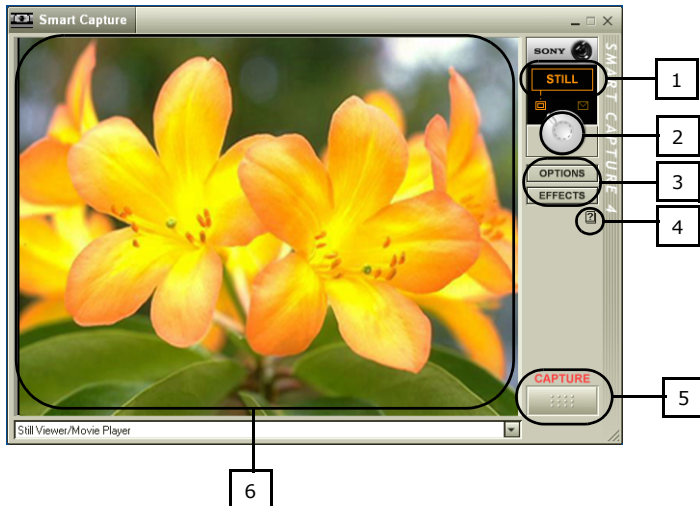 Smart Capture
SONY
STILL
SMART CAPTURE 4
OPTIONS
EFFECTS
?
CAPTURE
Still Viewer/Movie Player
1
2
3
4
5
6